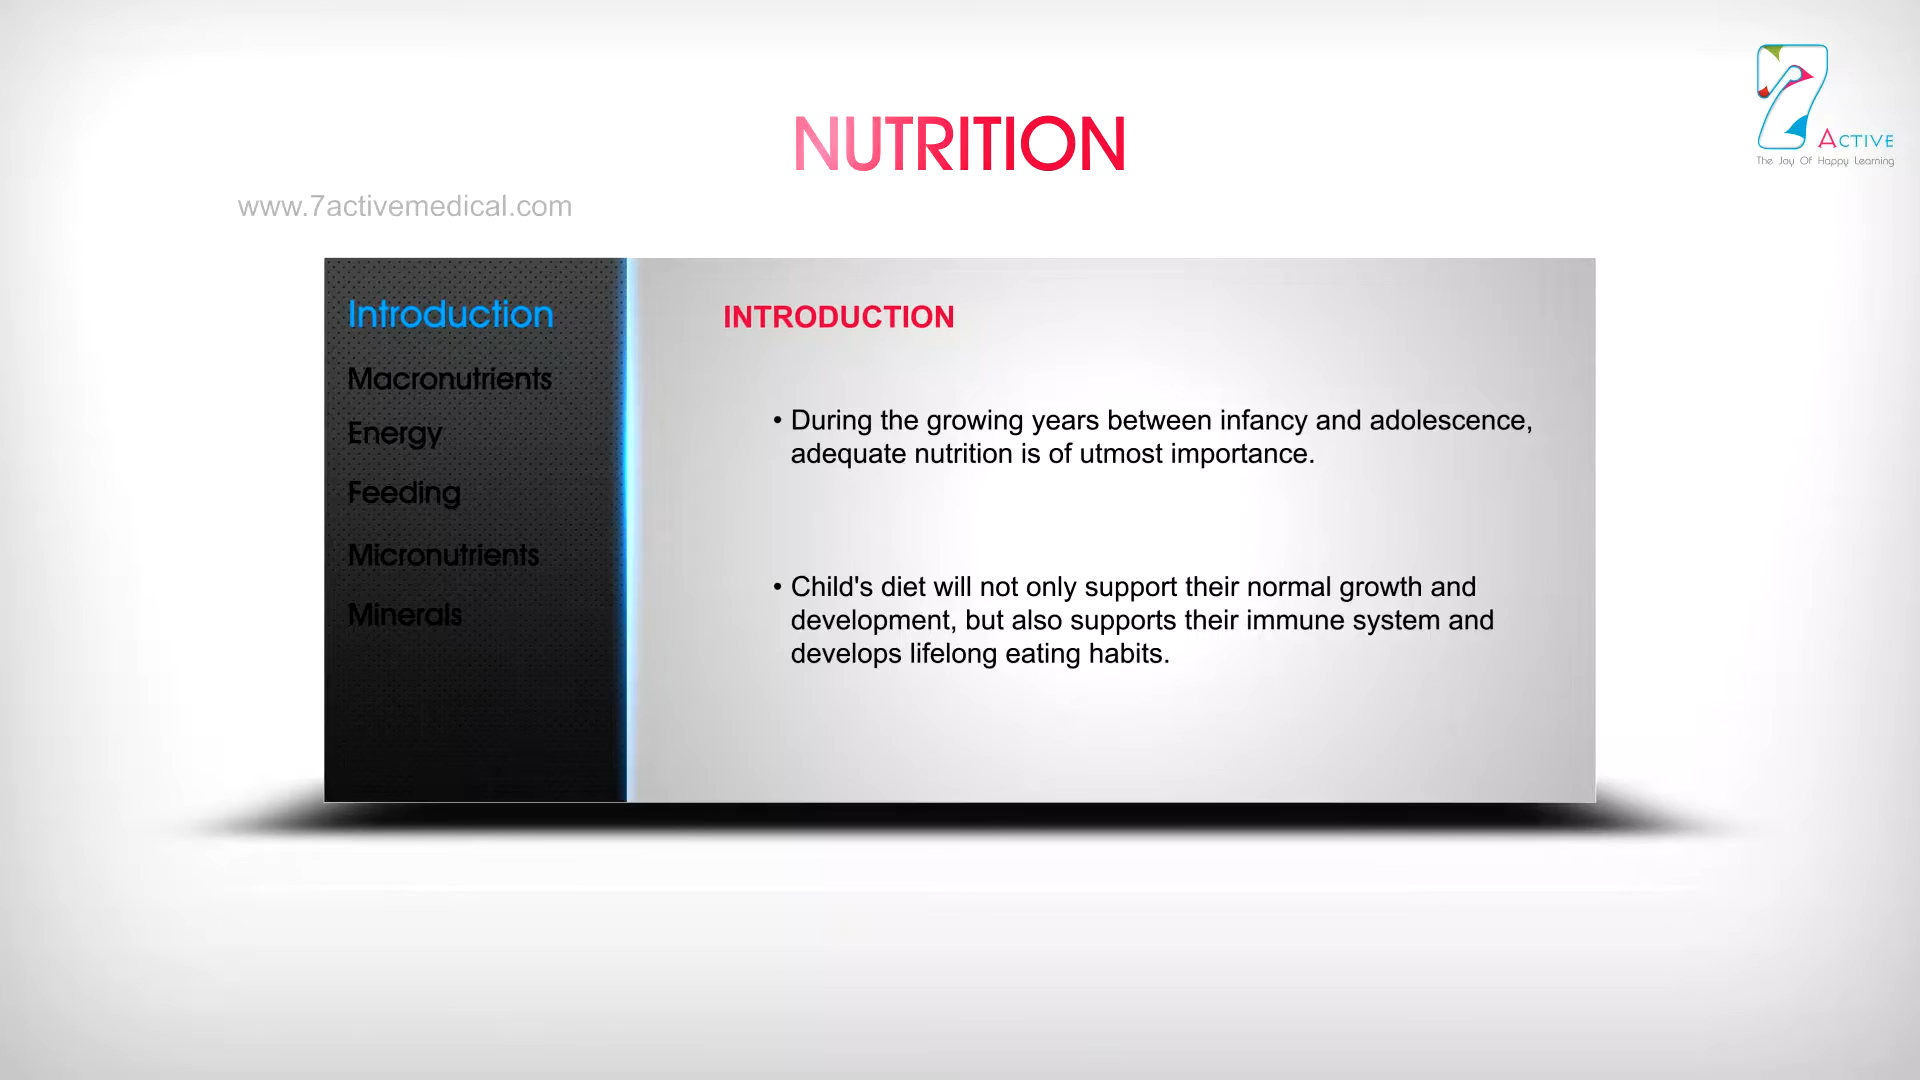 NUTRITION
ACTIVE
The Joy Of Happy Learning
www.7activemedical.com
Introduction
Macronutrients
Energy
Feeding
Micronutrients
Minerals
INTRODUCTION
• During the growing years between infancy and adolescence,
adequate nutrition is of utmost importance.
• Child's diet will not only support their normal growth and
development, but also supports their immune system and
develops lifelong eating habits.